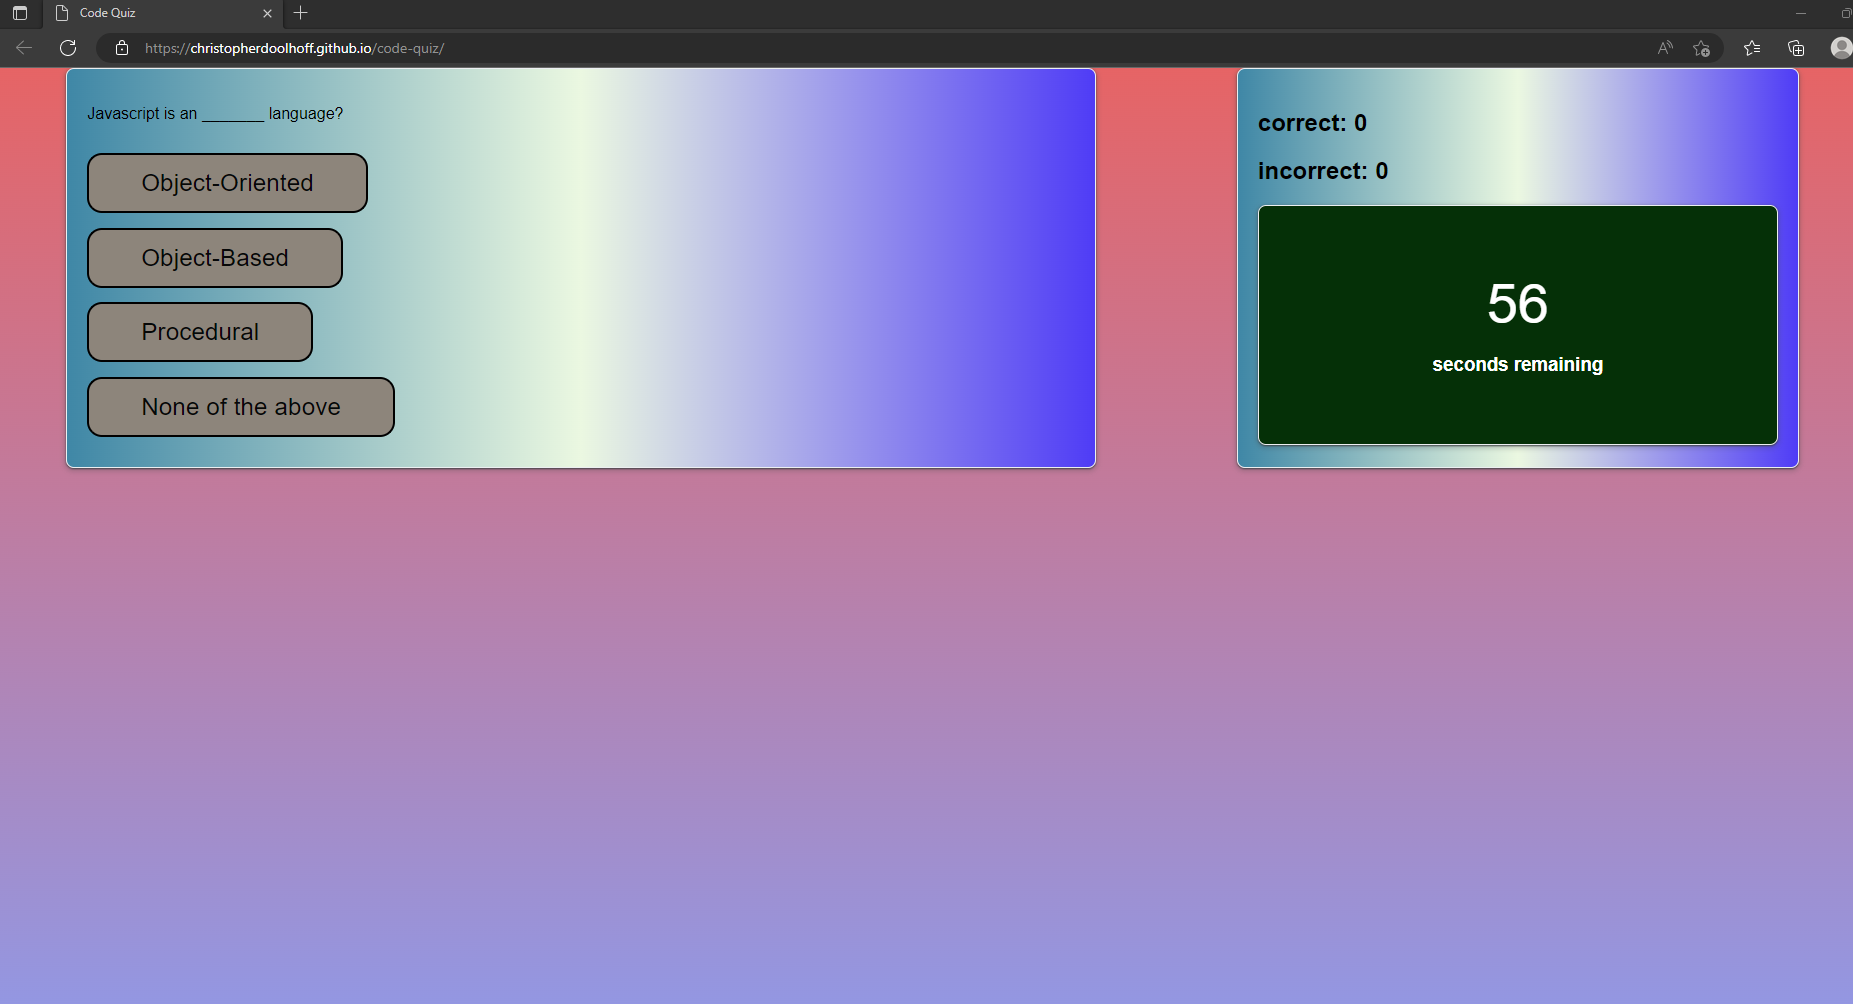 Code Quiz
https://christopherdoolhoff.github.io/code-quiz/
Javascript is an _______ language?
Object-Oriented
Object-Based
Procedural
None of the above
correct: 0
incorrect: 0
56
seconds remaining